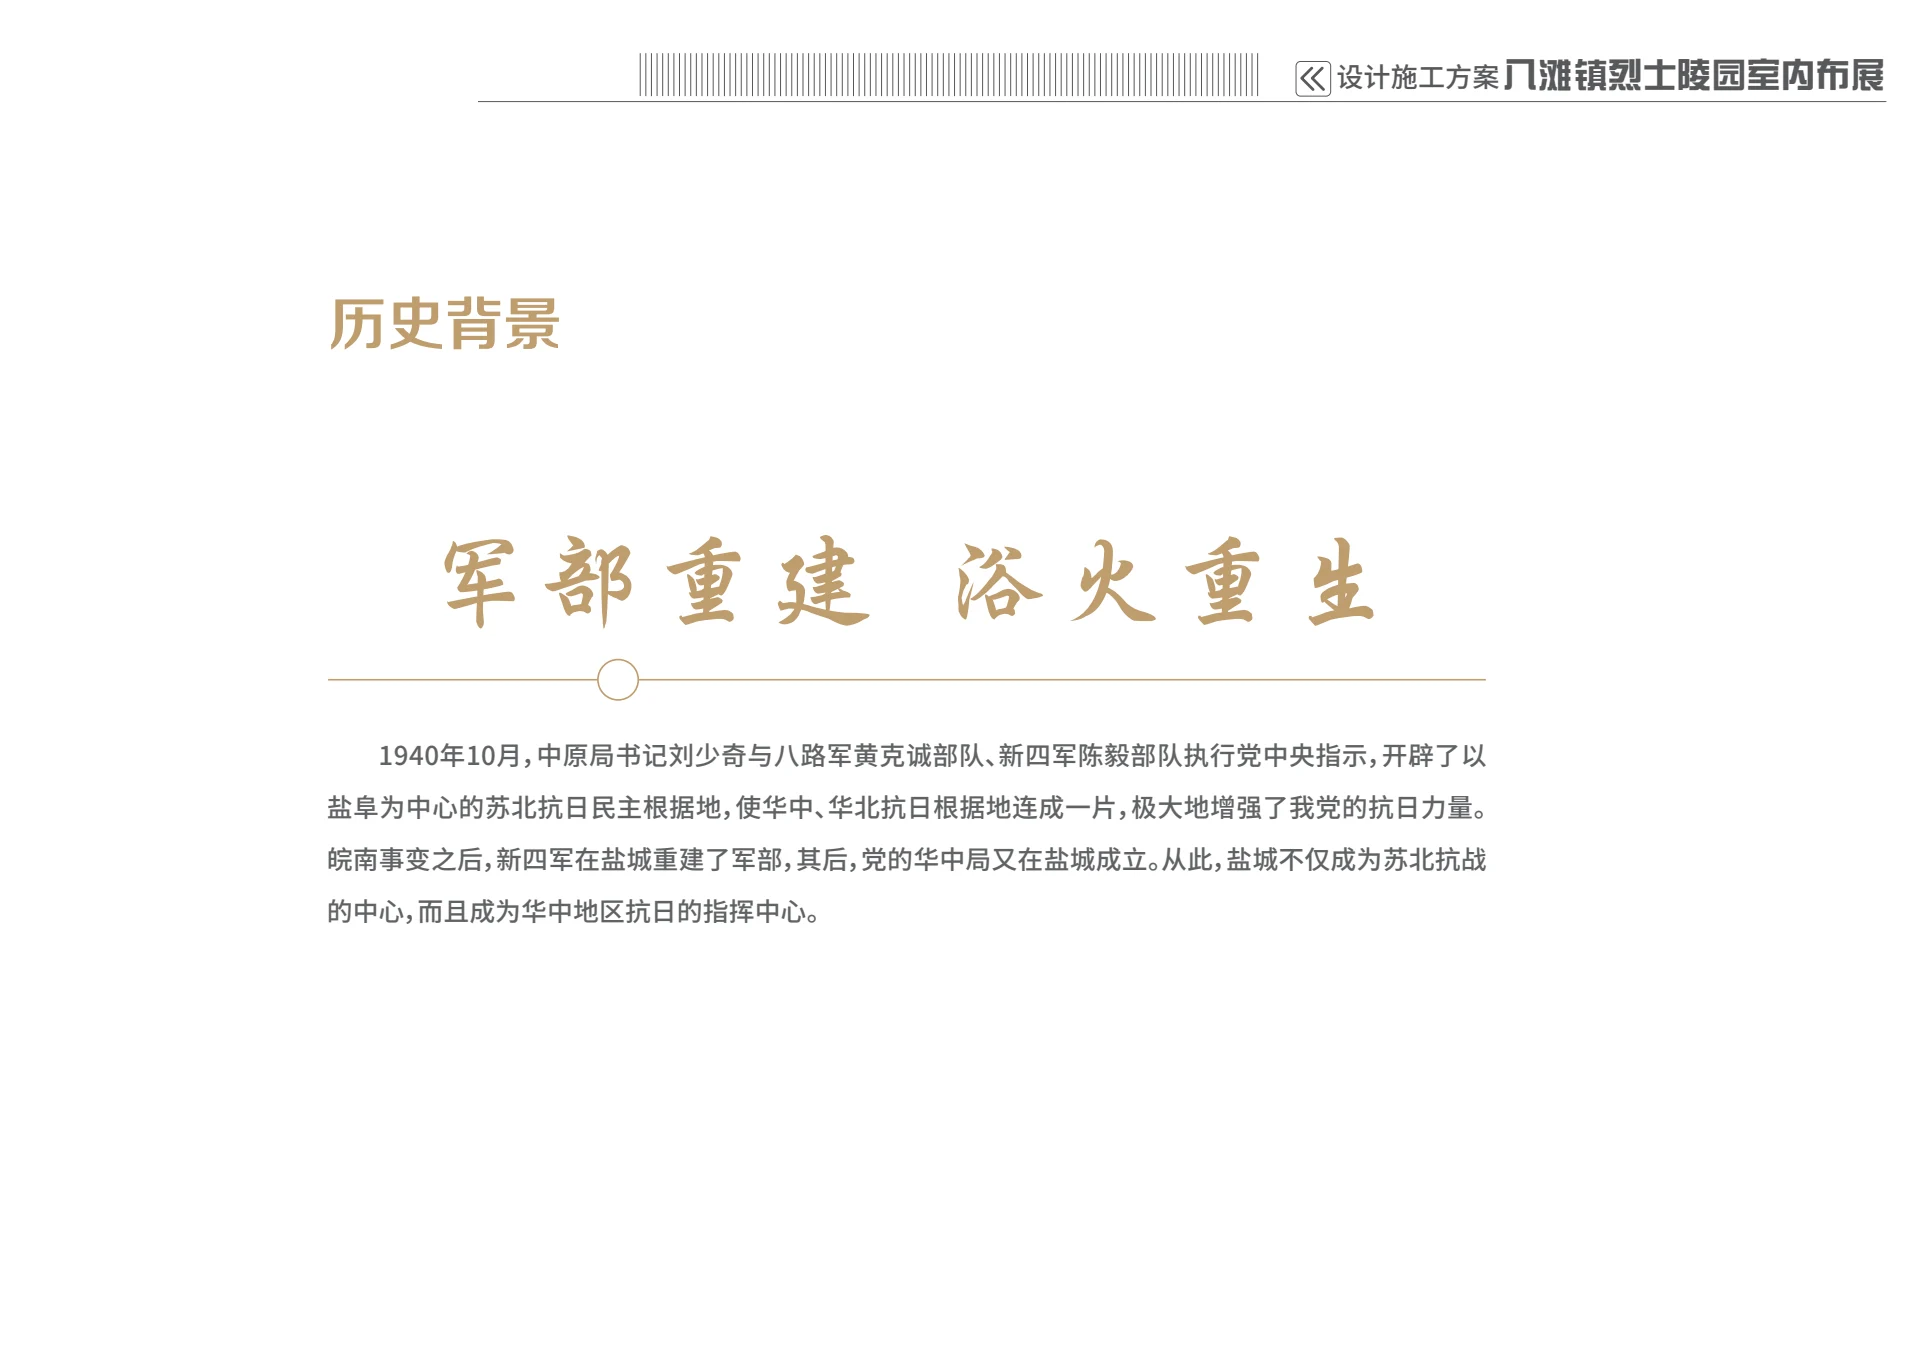 设计施工方案 八滩镇烈士陵园室内布展
历史背景
军部重建 浴火重生
1940年10月，中原局书记刘少奇与八路军黄克诚部队、新四军陈毅部队执行党中央指示，开辟了以
盐阜为中心的苏北抗日民主根据地，使华中、华北抗日根据地连成一片，极大地增强了我党的抗日力量。
皖南事变之后，新四军在盐城重建了军部，其后，党的华中局又在盐城成立。从此，盐城不仅成为苏北抗战
的中心，而且成为华中地区抗日的指挥中心。